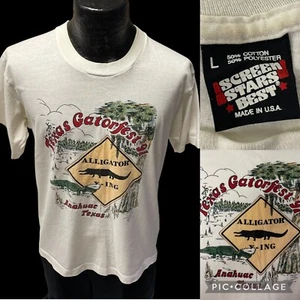 Texas Gatorfest '91
ALLIGATOR
X-ING
Anahuac
Texas
L
50% COTTON
50% POLYESTER
SCREEN
STARS
BEST
MADE IN U.S.A.
Texas Gatorfest
ALLIGATOR
X-ING
Anahuac
PIC•COLLAGE